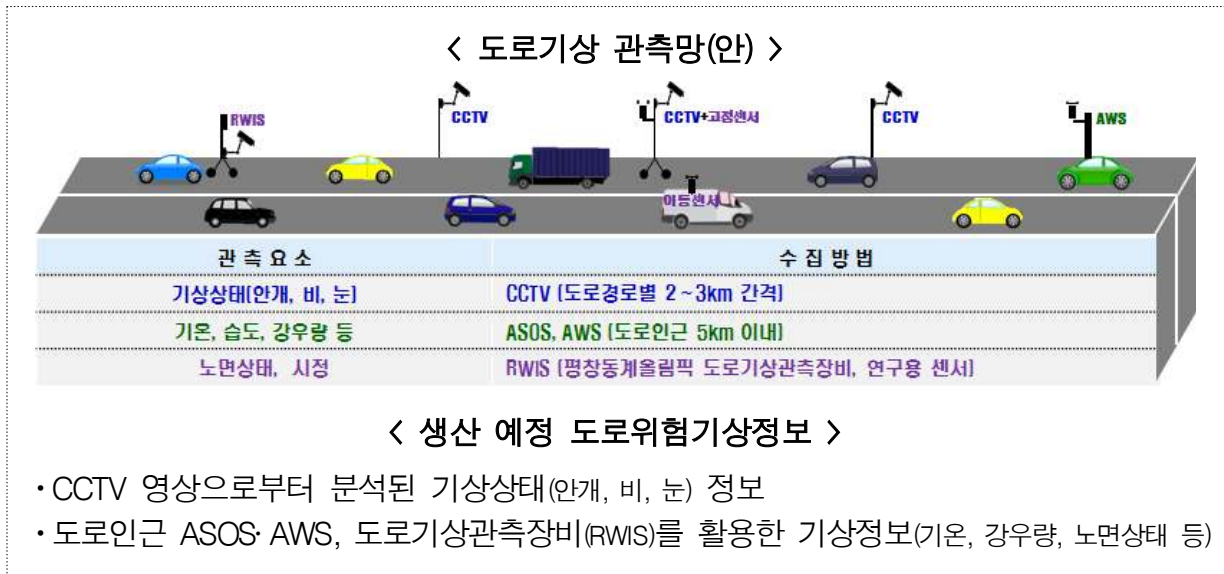 < 도로기상 관측망(안) >
RWIS
CCTV
CCTV+고정센서
CCTV
AWS
이동센서
관측요소 수집방법
기상상태(안개, 비, 눈) CCTV (도로경로별 2~3km 간격)
기온, 습도, 강우량 등 ASOS, AWS (도로인근 5km 이내)
노면상태, 시정 RWIS (평창동계올림픽 도로기상관측장비, 연구용 센서)
< 생산 예정 도로위험기상정보 >
· CCTV 영상으로부터 분석된 기상상태(안개, 비, 눈) 정보
· 도로인근 ASOS· AWS, 도로기상관측장비(RWIS)를 활용한 기상정보(기온, 강우량, 노면상태 등)